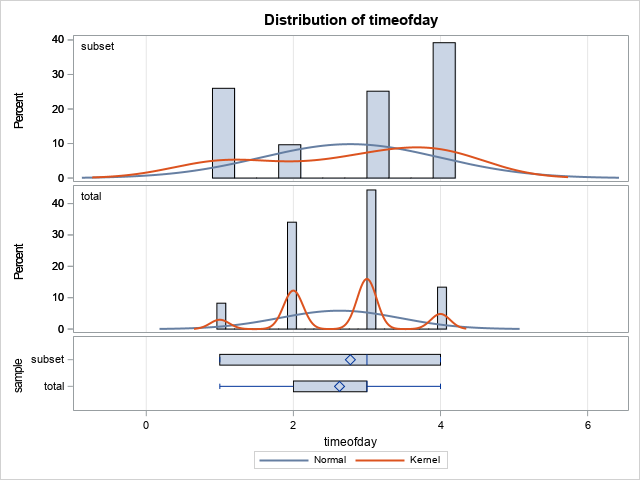 Distribution of timeofday
subset
40
30
20
10
0
Percent
total
40
30
20
10
0
Percent
sample
subset
total
0 2 4 6
timeofday
Normal Kernel